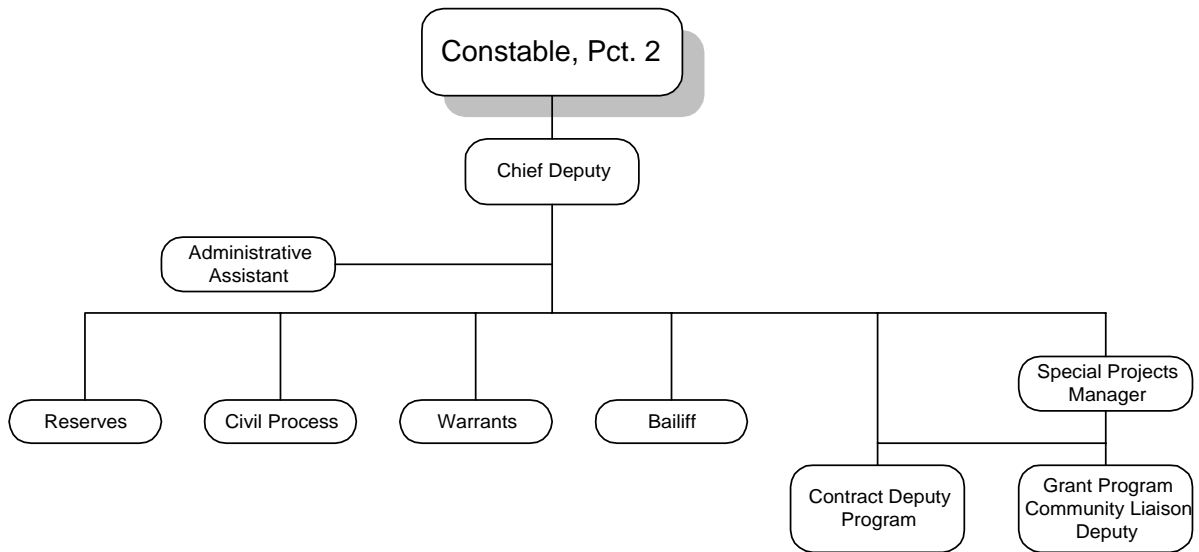 Constable, Pct. 2
Chief Deputy
Administrative
Assistant
Special Projects
Manager
Reserves
Civil Process
Warrants
Bailiff
Contract Deputy
Program
Grant Program
Community Liaison
Deputy